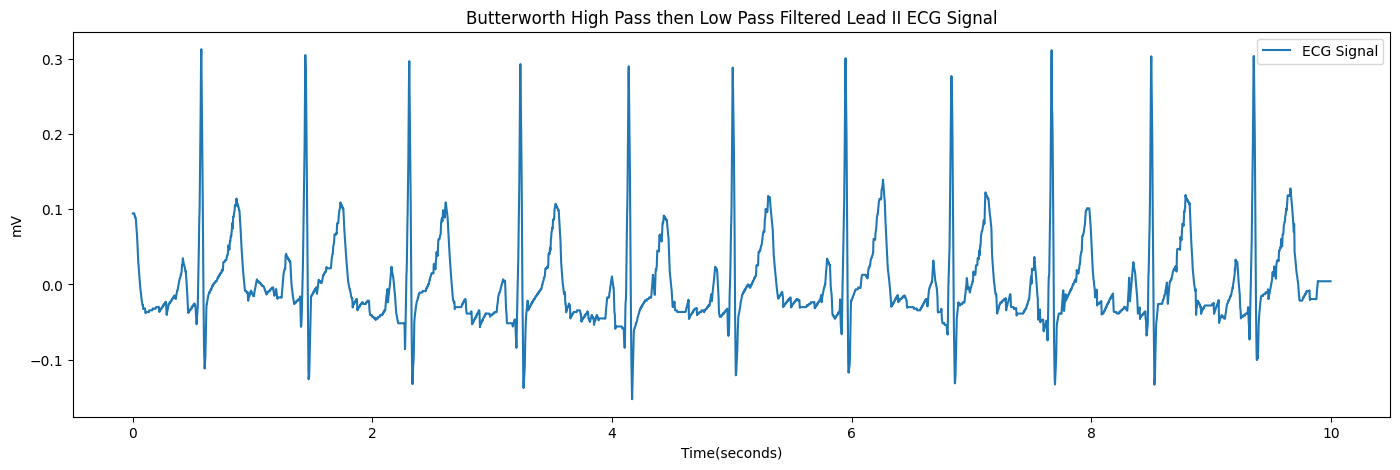 Butterworth High Pass then Low Pass Filtered Lead II ECG Signal
ECG Signal
0.3
0.2
0.1
0.0
−0.1
mV
0 2 4 6 8 10
Time(seconds)